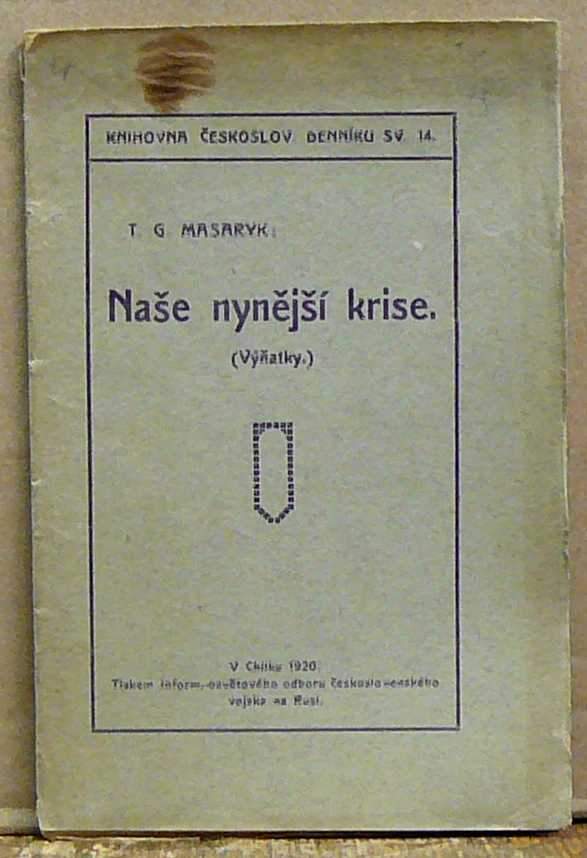 KNIHOVNA ČESKOSLOV. DENNÍKU SV. 14.
T. G. MASARYK:
Naše nynější krise.
(Výňatky.)
V Chitku 1920.
Tiskem inform.-osvětového odboru československého
vojska na Rusi.